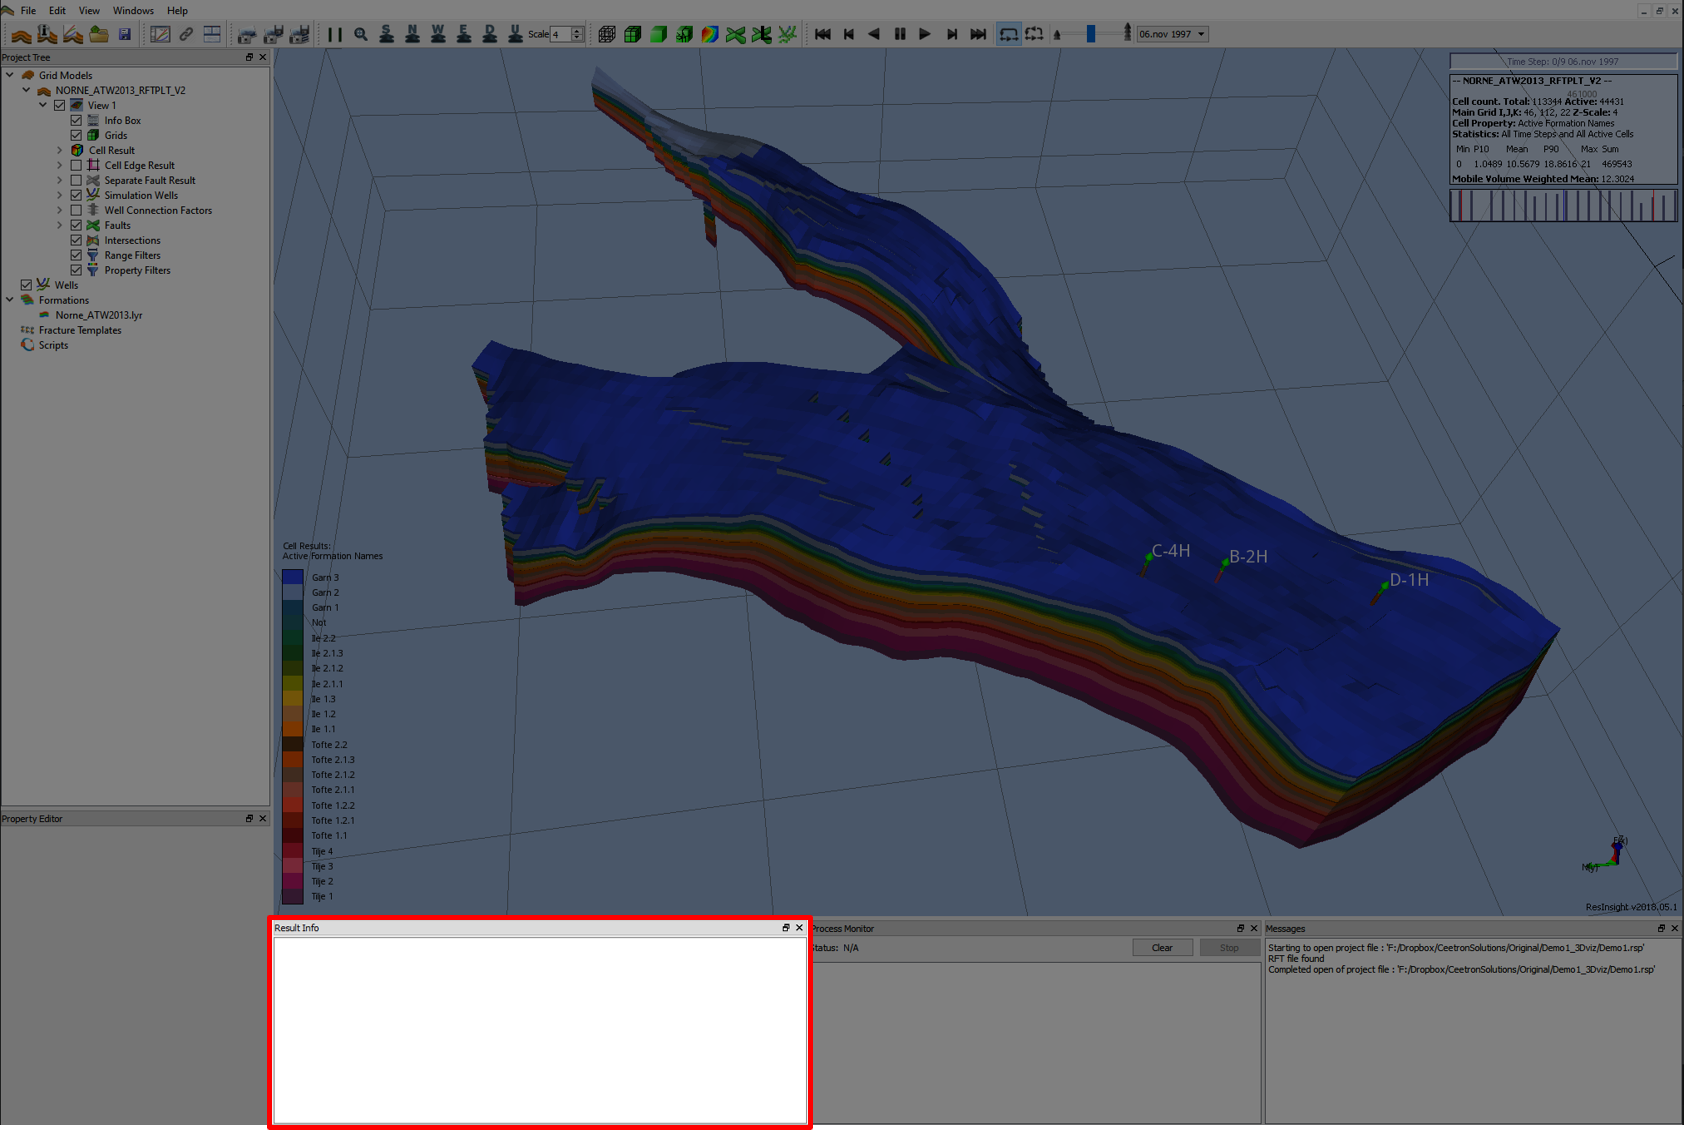 File Edit View Windows Help
S N W E D U Scale 4 06.nov 1997
Project Tree
Grid Models
NORNE_ATW2013_RFTPLT_V2
View 1
Info Box
Grids
Cell Result
Cell Edge Result
Separate Fault Result
Simulation Wells
Well Connection Factors
Faults
Intersections
Range Filters
Property Filters
Wells
Formations
Norne_ATW2013.lyr
Fracture Templates
Scripts
Property Editor
Time Step: 0/9 06.nov 1997
-- NORNE_ATW2013_RFTPLT_V2 --
461000
Cell count. Total: 113344 Active: 44431
Main Grid I,J,K: 46, 112, 22 Z-Scale: 4
Cell Property: Active Formation Names
Statistics: All Time Steps and All Active Cells
Min P10 Mean P90 Max Sum
0 1.0489 10.5679 18.8616 21 469543
Mobile Volume Weighted Mean: 12.3024
C-4H
B-2H
D-1H
Cell Results:
Active Formation Names
Garn 3
Garn 2
Garn 1
Not
Ile 2.2
Ile 2.1.3
Ile 2.1.2
Ile 2.1.1
Ile 1.3
Ile 1.2
Ile 1.1
Tofte 2.2
Tofte 2.1.3
Tofte 2.1.2
Tofte 2.1.1
Tofte 1.2.2
Tofte 1.2.1
Tofte 1.1
Tilje 4
Tilje 3
Tilje 2
Tilje 1
ResInsight v2018.05.1
Result Info
Process Monitor
Status: N/A
Clear
Stop
Messages
Starting to open project file : 'F:/Dropbox/CeetronSolutions/Original/Demo1_3Dviz/Demo1.rsp'
RFT file found
Completed open of project file : 'F:/Dropbox/CeetronSolutions/Original/Demo1_3Dviz/Demo1.rsp'